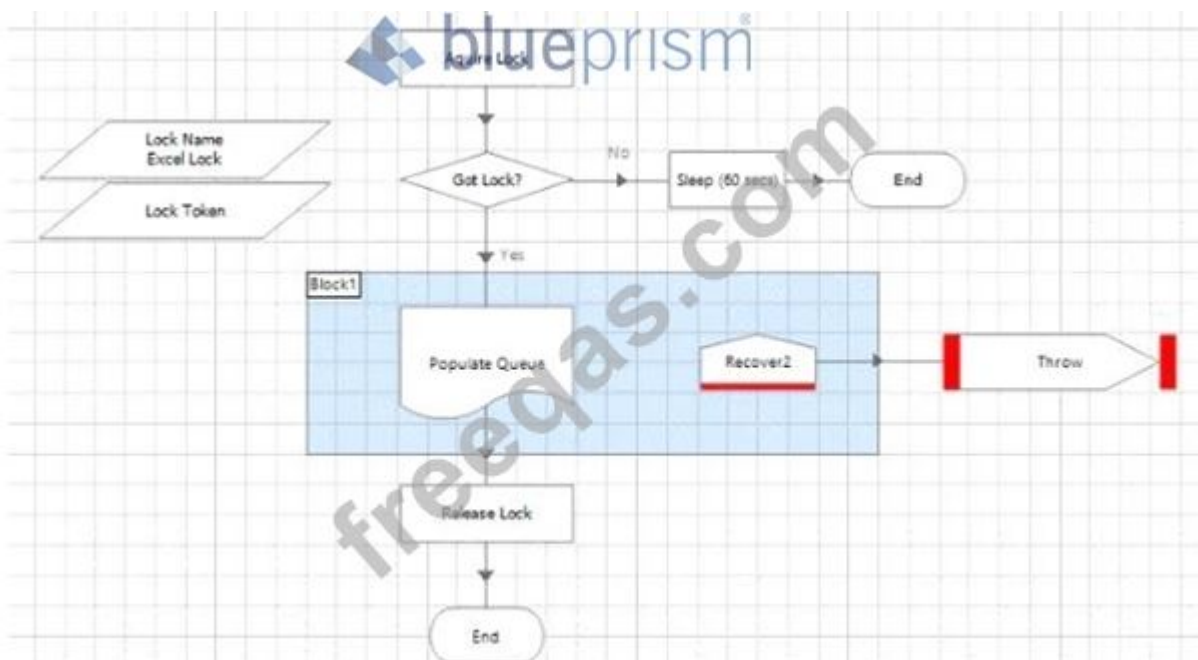 blueprism®
Aquire Lock
Lock Name
Excel Lock
Lock Token
Got Lock?
No
Sleep (60 secs)
End
Yes
Block1
Populate Queue
Recover2
Throw
Release Lock
End
freeqas.com